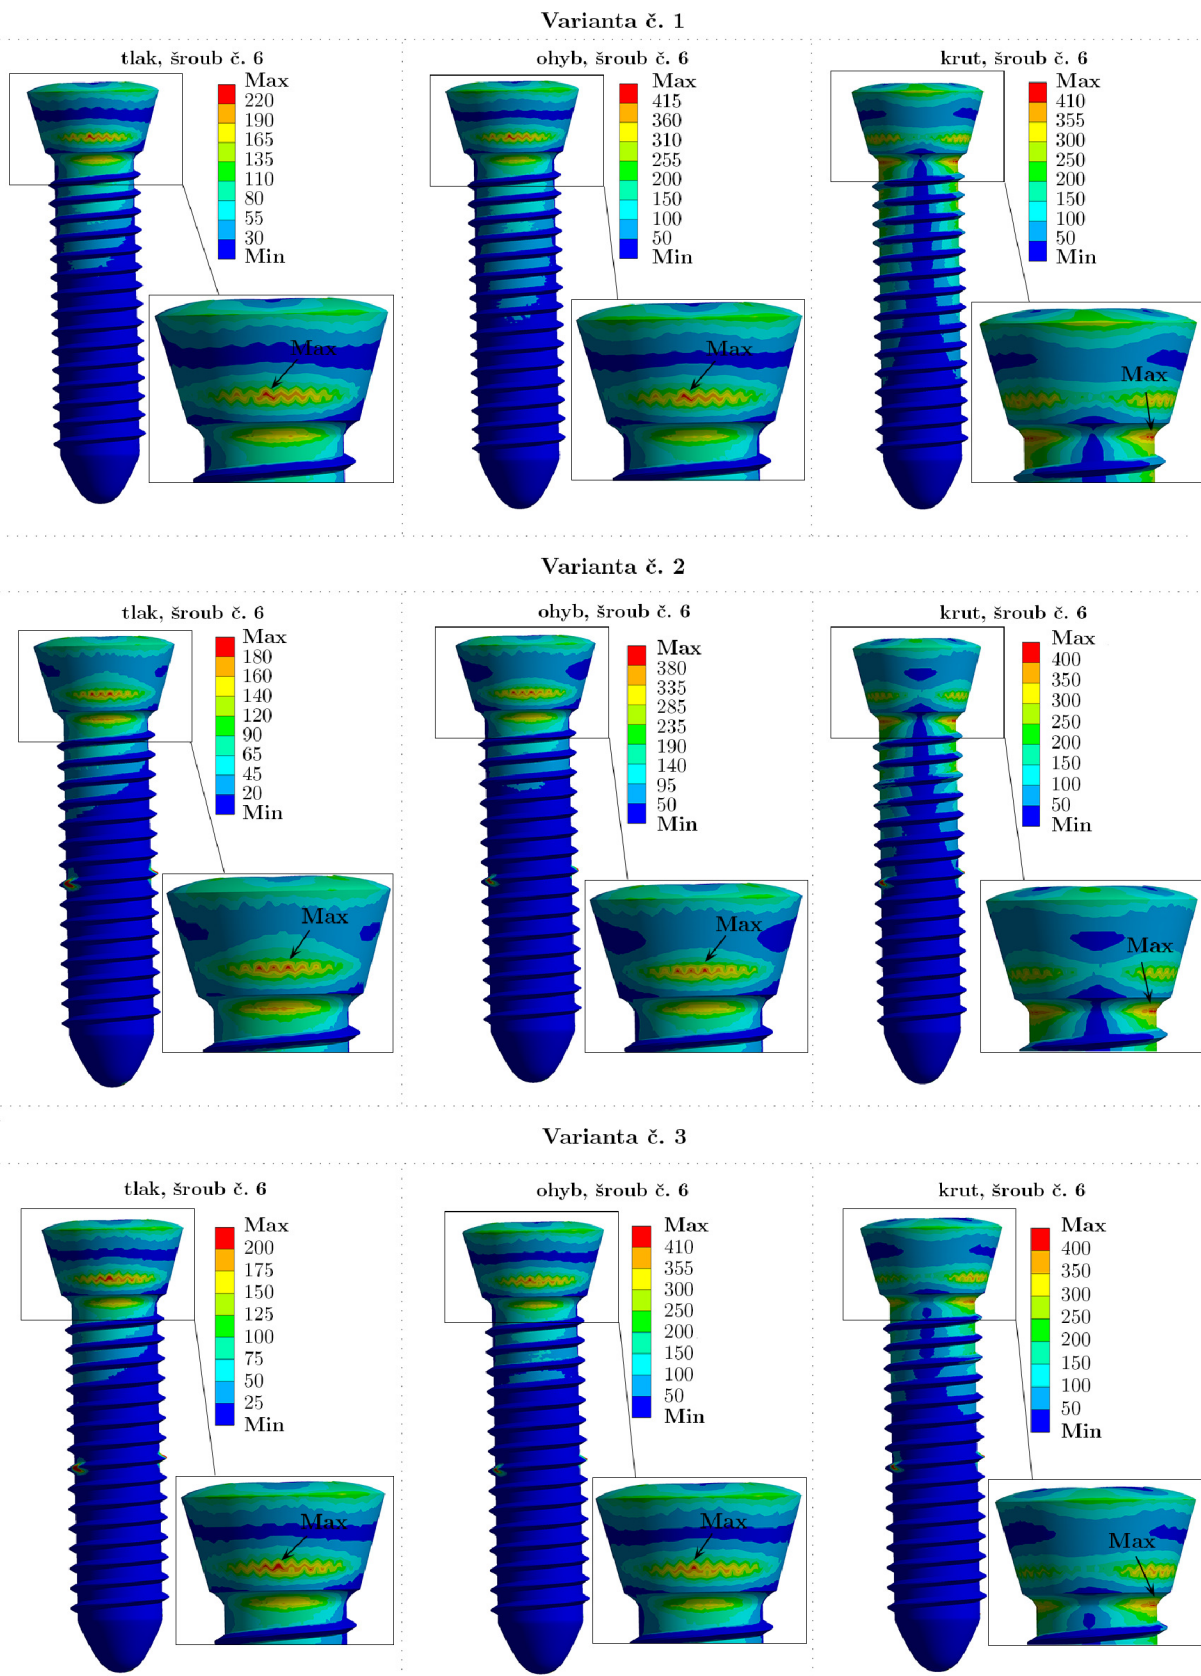 Varianta č. 1
tlak, šroub č. 6
Max
220
190
165
135
110
80
55
30
Min
Max
ohyb, šroub č. 6
Max
415
360
310
255
200
150
100
50
Min
Max
krut, šroub č. 6
Max
410
355
300
250
200
150
100
50
Min
Max
Varianta č. 2
tlak, šroub č. 6
Max
180
160
140
120
90
65
45
20
Min
Max
ohyb, šroub č. 6
Max
380
335
285
235
190
140
95
50
Min
Max
krut, šroub č. 6
Max
400
350
300
250
200
150
100
50
Min
Max
Varianta č. 3
tlak, šroub č. 6
Max
200
175
150
125
100
75
50
25
Min
Max
ohyb, šroub č. 6
Max
410
355
300
250
200
150
100
50
Min
Max
krut, šroub č. 6
Max
400
350
300
250
200
150
100
50
Min
Max